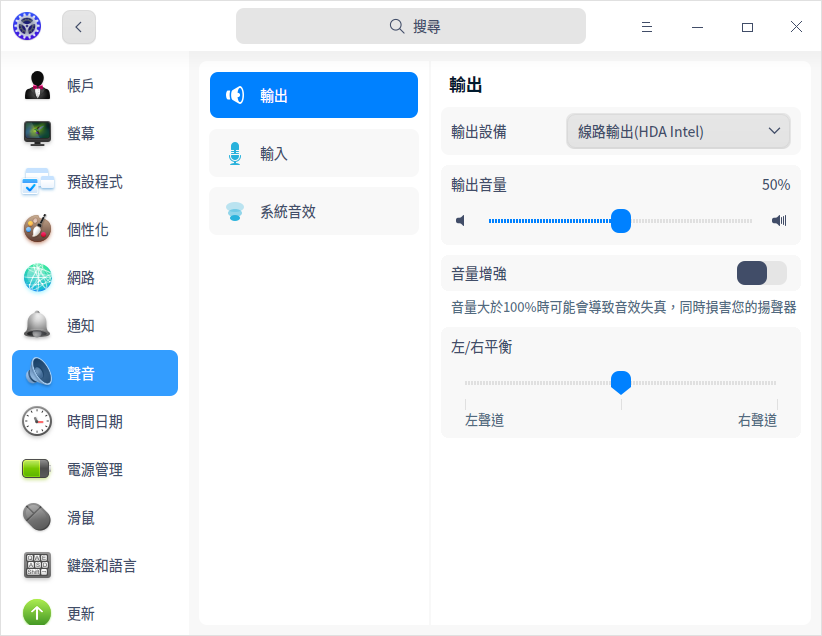 搜尋
帳戶
螢幕
預設程式
個性化
網路
通知
聲音
時間日期
電源管理
滑鼠
鍵盤和語言
更新
輸出
輸入
系統音效
輸出
輸出設備
線路輸出(HDA Intel)
輸出音量
50%
音量增強
音量大於100%時可能會導致音效失真，同時損害您的揚聲器
左/右平衡
左聲道
右聲道